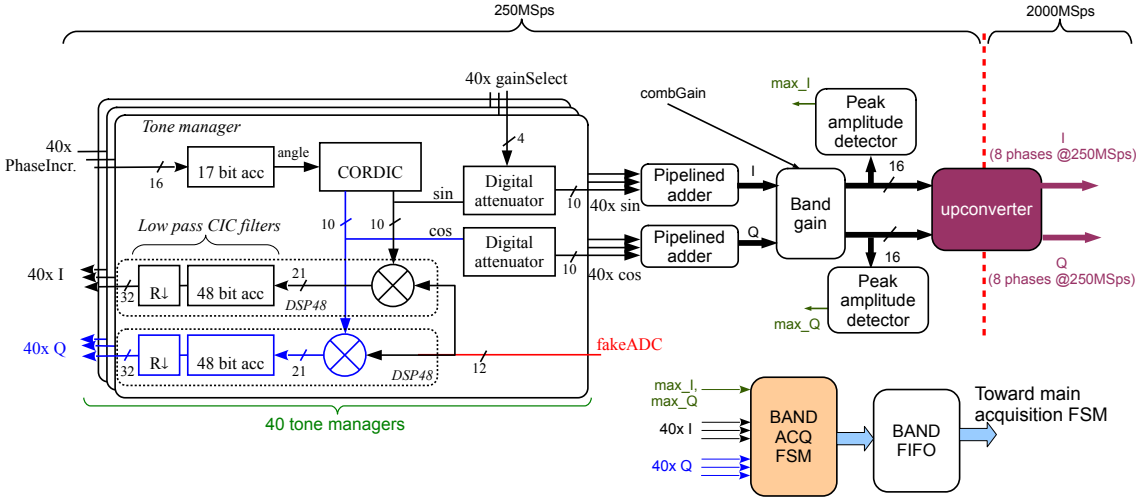 250MSps
2000MSps
40x gainSelect
combGain
max_I
Peak
amplitude
detector
Tone manager
40x
PhaseIncr.
16
17 bit acc
angle
CORDIC
4
sin
Digital
attenuator
10
40x sin
Pipelined
adder
I
Band
gain
16
upconverter
I
(8 phases @250MSps)
10
10
cos
Digital
attenuator
10
40x cos
Pipelined
adder
Q
16
Q
(8 phases @250MSps)
Low pass CIC filters
40x I
32
R↓
48 bit acc
21
DSP48
Peak
amplitude
detector
max_Q
40x Q
32
R↓
48 bit acc
21
DSP48
12
fakeADC
40 tone managers
max_I,
max_Q
40x I
40x Q
BAND
ACQ
FSM
BAND
FIFO
Toward main
acquisition FSM